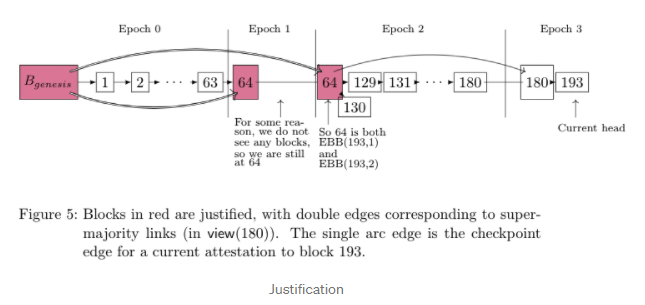 Epoch 0
Epoch 1
Epoch 2
Epoch 3
Bgenesis
1
2
· · ·
63
64
64
129
131
· · ·
180
180
193
130
For some rea-
son, we do not
see any blocks,
so we are still
at 64
So 64 is both
EBB(193,1)
and
EBB(193,2)
Current head
Figure 5: Blocks in red are justified, with double edges corresponding to super-
majority links (in view(180)). The single arc edge is the checkpoint
edge for a current attestation to block 193.
Justification